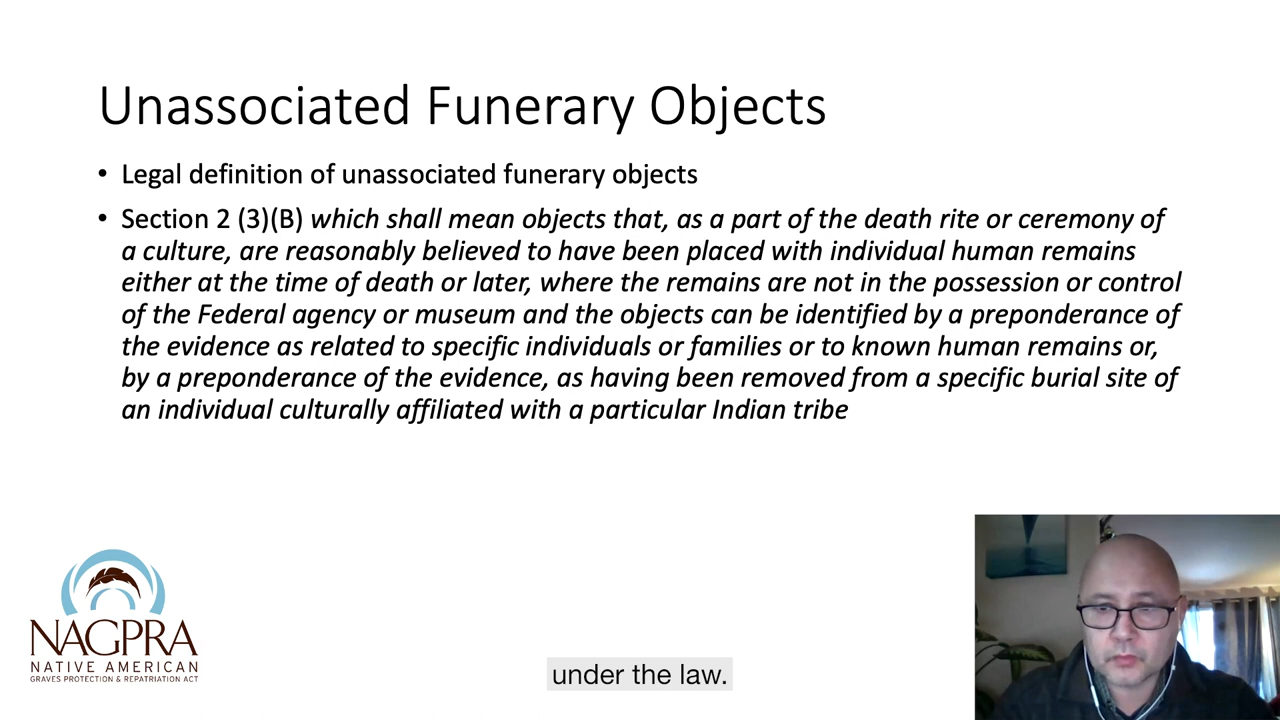 Unassociated Funerary Objects
• Legal definition of unassociated funerary objects
• Section 2 (3)(B) which shall mean objects that, as a part of the death rite or ceremony of
a culture, are reasonably believed to have been placed with individual human remains
either at the time of death or later, where the remains are not in the possession or control
of the Federal agency or museum and the objects can be identified by a preponderance of
the evidence as related to specific individuals or families or to known human remains or,
by a preponderance of the evidence, as having been removed from a specific burial site of
an individual culturally affiliated with a particular Indian tribe
NAGPRA
NATIVE AMERICAN
GRAVES PROTECTION & REPATRIATION ACT
under the law.